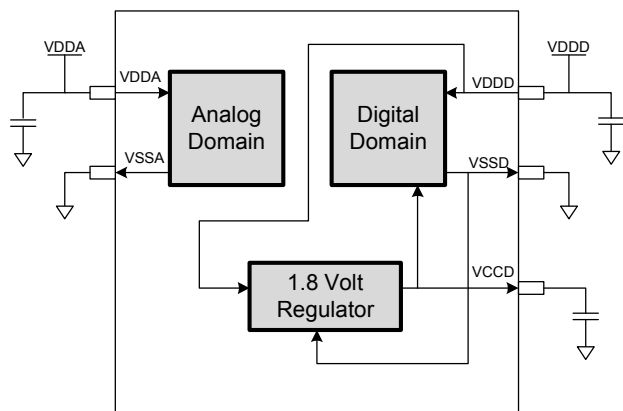 VDDA
VDDD
VDDA
VDDD
Analog
Domain
Digital
Domain
VSSA
VSSD
VCCD
1.8 Volt
Regulator